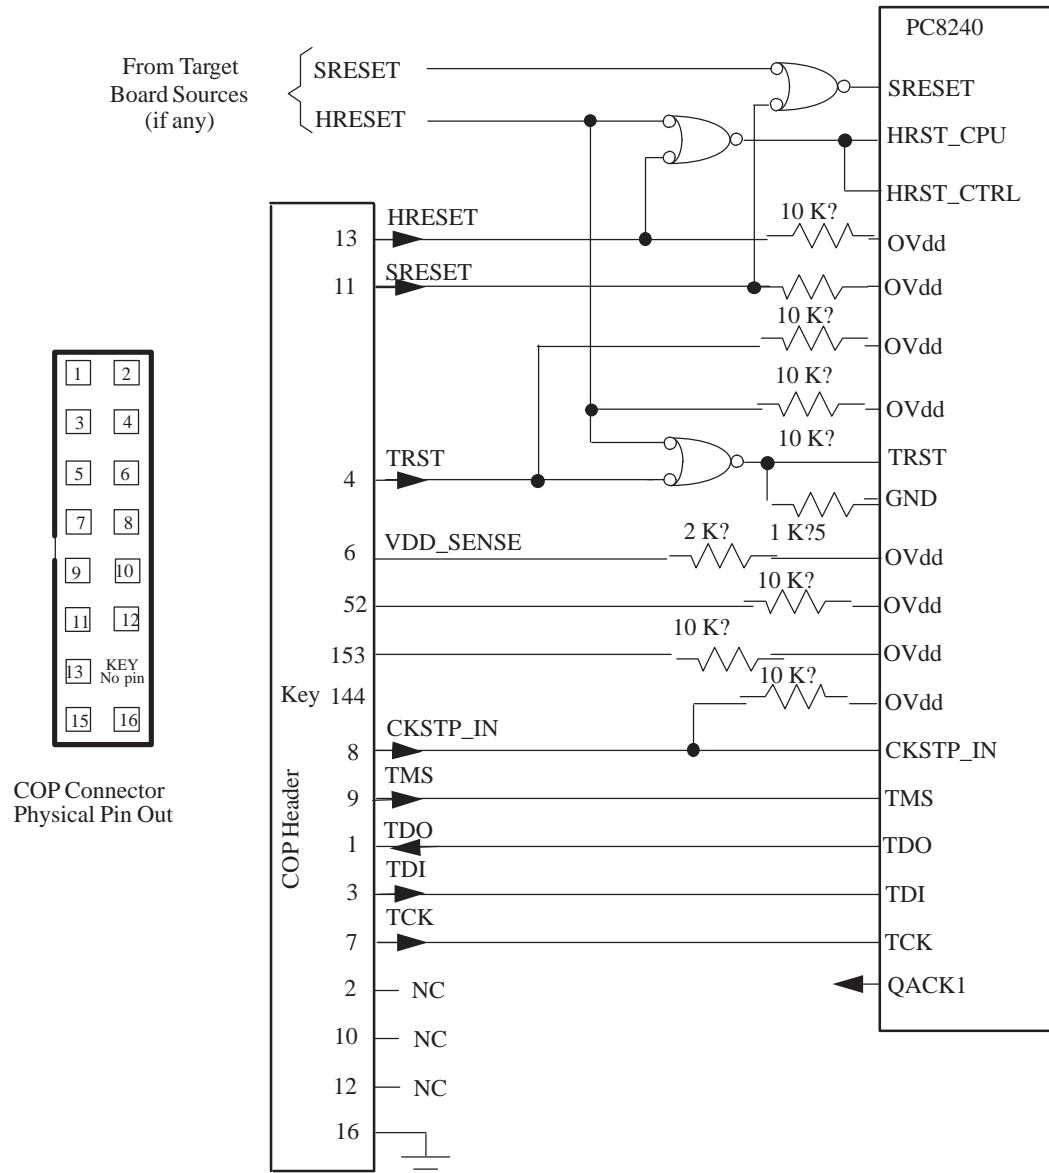 PC8240
From Target
Board Sources
(if any)
SRESET
HRESET
SRESET
HRST_CPU
HRST_CTRL
13
HRESET
10 K?
OVdd
11
SRESET
OVdd
10 K?
OVdd
10 K?
OVdd
10 K?
4
TRST
TRST
GND
1 K?5
6
VDD_SENSE
2 K?
OVdd
52
10 K?
OVdd
153
10 K?
OVdd
Key 144
10 K?
OVdd
8
CKSTP_IN
CKSTP_IN
9
TMS
TMS
1
TDO
TDO
3
TDI
TDI
7
TCK
TCK
QACK1
2
NC
10
NC
12
NC
16
COP Header
1 2
3 4
5 6
7 8
9 10
11 12
13 KEY
No pin
15 16
COP Connector
Physical Pin Out